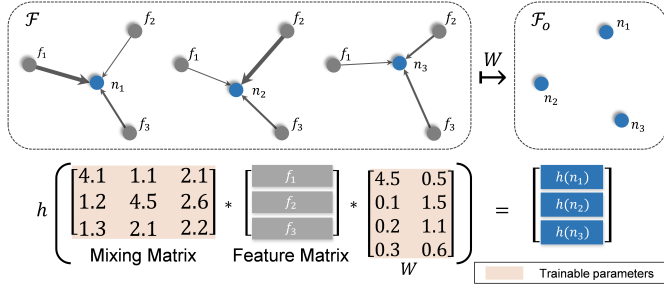 ℱ f₂ f₂ f₂ ℱₒ
f₁ f₁ f₁ n₁
n₁ n₂ n₃ W n₂
f₃ f₃ f₃ n₃
h 4.1 1.1 2.1 f₁ 4.5 0.5 h(n₁)
1.2 4.5 2.6 * f₂ * 0.1 1.5 = h(n₂)
1.3 2.1 2.2 f₃ 0.2 1.1 h(n₃)
0.3 0.6
Mixing Matrix Feature Matrix W
Trainable parameters